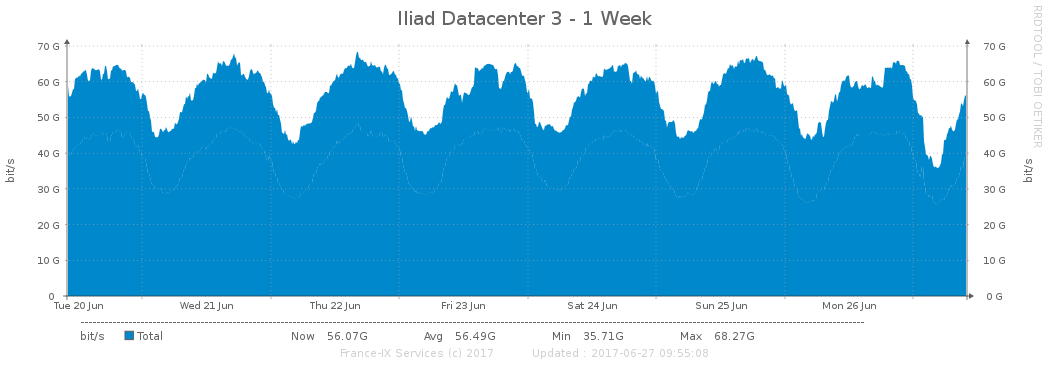 Iliad Datacenter 3 - 1 Week
RRDTOOL / TOBI OETIKER
70 G 70 G
60 G 60 G
50 G 50 G
40 G 40 G
30 G 30 G
20 G 20 G
10 G 10 G
0 0 G
bit/s bit/s
Tue 20 Jun Wed 21 Jun Thu 22 Jun Fri 23 Jun Sat 24 Jun Sun 25 Jun Mon 26 Jun
bit/s Total Now 56.07G Avg 56.49G Min 35.71G Max 68.27G
France-IX Services (c) 2017 Updated : 2017-06-27 09:55:08